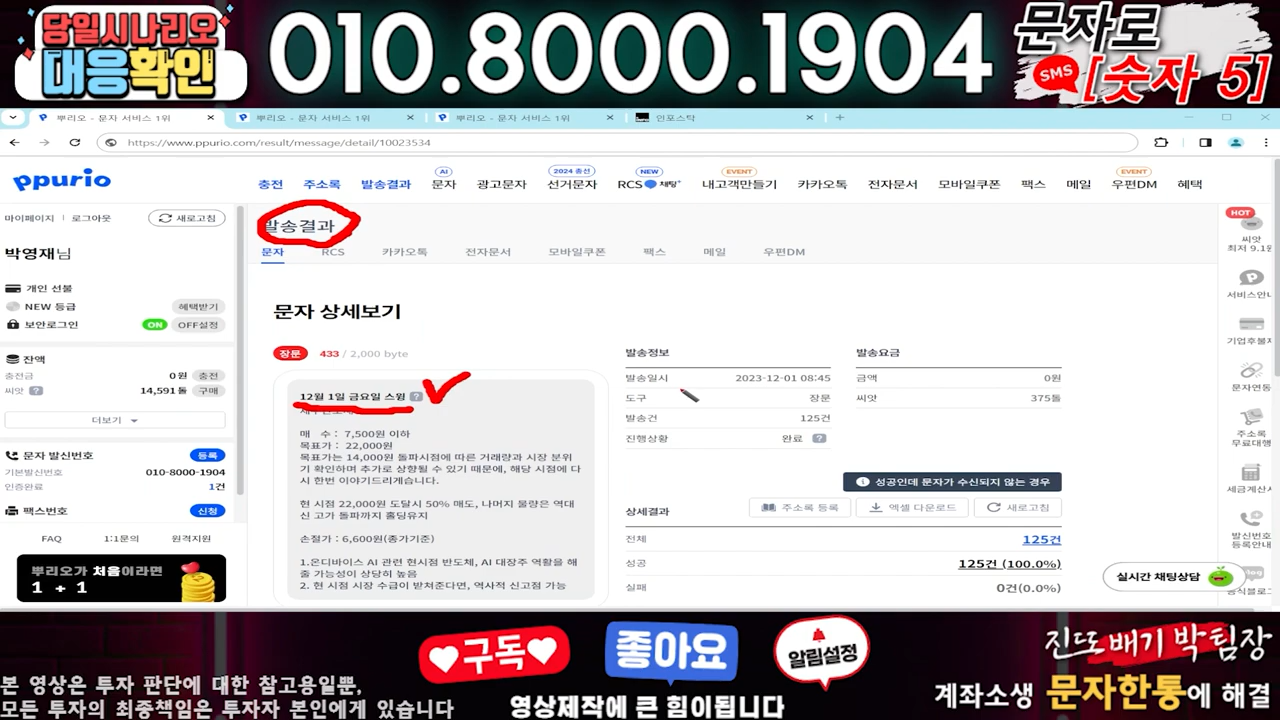 당일시나리오
대응확인
010.8000.1904
문자로
SMS [숫자 5]
뿌리오 - 문자 서비스 1위
뿌리오 - 문자 서비스 1위
뿌리오 - 문자 서비스 1위
인포스탁
https://www.ppurio.com/result/message/detail/10023534
ppurio
AI
2024 총선
NEW
EVENT
EVENT
충전 주소록 발송결과 문자 광고문자 선거문자 RCS 채팅+ 내고객만들기 카카오톡 전자문서 모바일쿠폰 팩스 메일 우편DM 혜택
마이페이지 | 로그아웃 새로고침
박영재님
개인 선불
NEW 등급 혜택받기
보안로그인 ON OFF설정
잔액
충전금 0원 충전
씨앗 ? 14,591톨 구매
더보기
문자 발신번호 등록
기본발신번호 010-8000-1904
인증완료 1건
팩스번호 신청
FAQ 1:1문의 원격지원
뿌리오가 처음이라면
1 + 1
발송결과
문자 RCS 카카오톡 전자문서 모바일쿠폰 팩스 메일 우편DM
문자 상세보기
장문 433 / 2,000 byte
12월 1일 금요일 스윙 ?
매 수 : 7,500원 이하
목표가 : 22,000원
목표가는 14,000원 돌파시점에 따른 거래량과 시장 분위
기 확인하며 추가로 상향될 수 있기 때문에, 해당 시점에 다
시 한번 이야기드리게습니다.
현 시점 22,000원 도달시 50% 매도, 나머지 물량은 역대
신 고가 돌파까지 홀딩유지
손절가 : 6,600원(종가기준)
1.온디바이스 AI 관련 현시점 반도체, AI 대장주 역활을 해
줄 가능성이 상당히 높음
2. 현 시점 시장 수급이 받쳐준다면, 역사적 신고점 가능
발송정보
발송일시 2023-12-01 08:45
도구 장문
발송건 125건
진행상황 완료 ?
발송요금
금액 0원
씨앗 375톨
성공인데 문자가 수신되지 않는 경우
주소록 등록 엑셀 다운로드 새로고침
상세결과
전체 125건
성공 125건 (100.0%)
실패 0건(0.0%)
HOT
씨앗
최저 9.1원
서비스안내
기업후불저
문자연동
주소록
무료대행
세금계산서
발신번호
등록안내
공식블로그
실시간 채팅상담
구독
좋아요
알림설정
본 영상은 투자 판단에 대한 참고용일뿐,
모든 투자의 최종책임은 투자자 본인에게 있습니다
영상제작에 큰 힘이됩니다
진또배기 박팀장
계좌소생 문자한통에 해결